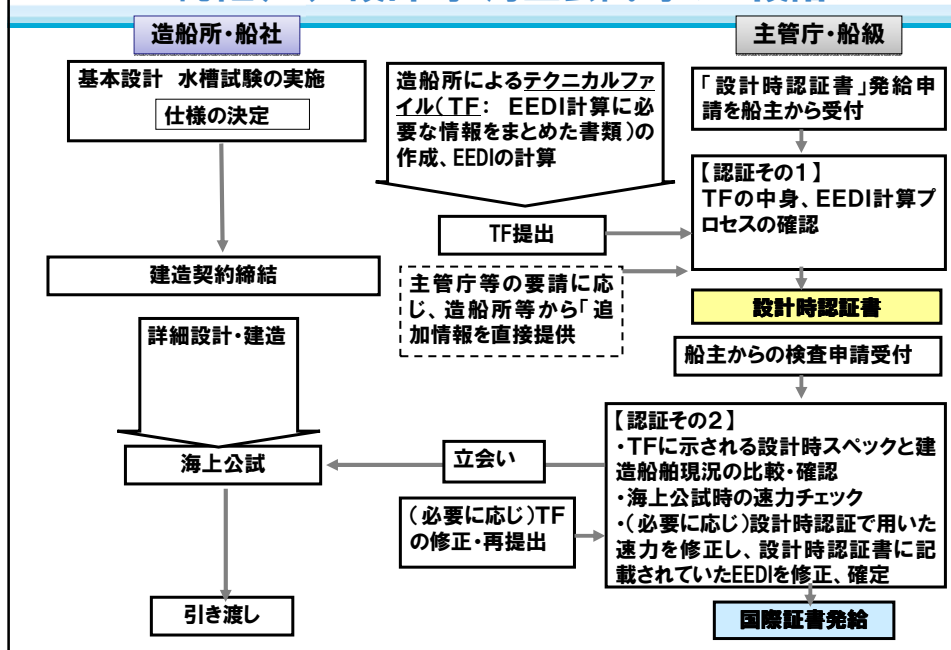 造船所・船社
基本設計 水槽試験の実施
仕様の決定
建造契約締結
詳細設計・建造
海上公試
引き渡し
造船所によるテクニカルファ
イル(TF: EEDI計算に必
要な情報をまとめた書類)の
作成、EEDIの計算
TF提出
主管庁等の要請に応
じ、造船所等から「追
加情報を直接提供
立会い
(必要に応じ)TF
の修正・再提出
主管庁・船級
「設計時認証書」発給申
請を船主から受付
【認証その1】
TFの中身、EEDI計算プ
ロセスの確認
設計時認証書
船主からの検査申請受付
【認証その2】
・TFに示される設計時スペックと建
造船舶現況の比較・確認
・海上公試時の速力チェック
・(必要に応じ)設計時認証で用いた
速力を修正し、設計時認証書に記
載されていたEEDIを修正、確定
国際証書発給